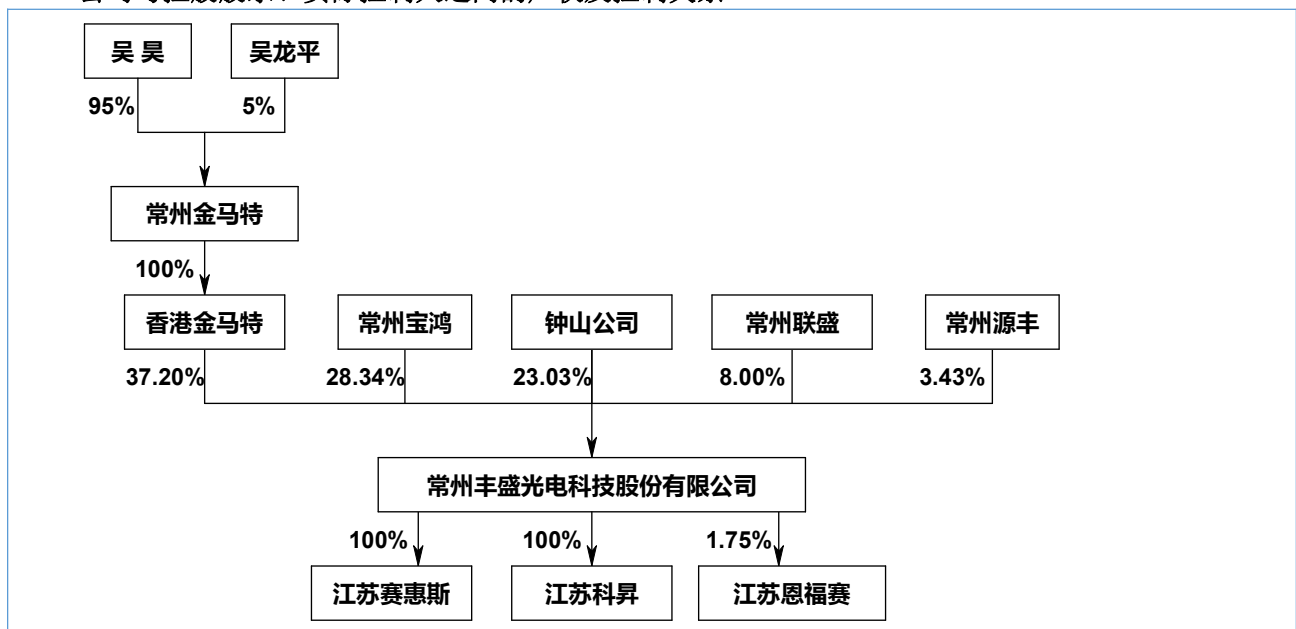 吴 昊 吴龙平
95% 5%
常州金马特
100%
香港金马特 常州宝鸿 钟山公司 常州联盛 常州源丰
37.20% 28.34% 23.03% 8.00% 3.43%
常州丰盛光电科技股份有限公司
100% 100% 1.75%
江苏赛惠斯 江苏科昇 江苏恩福赛